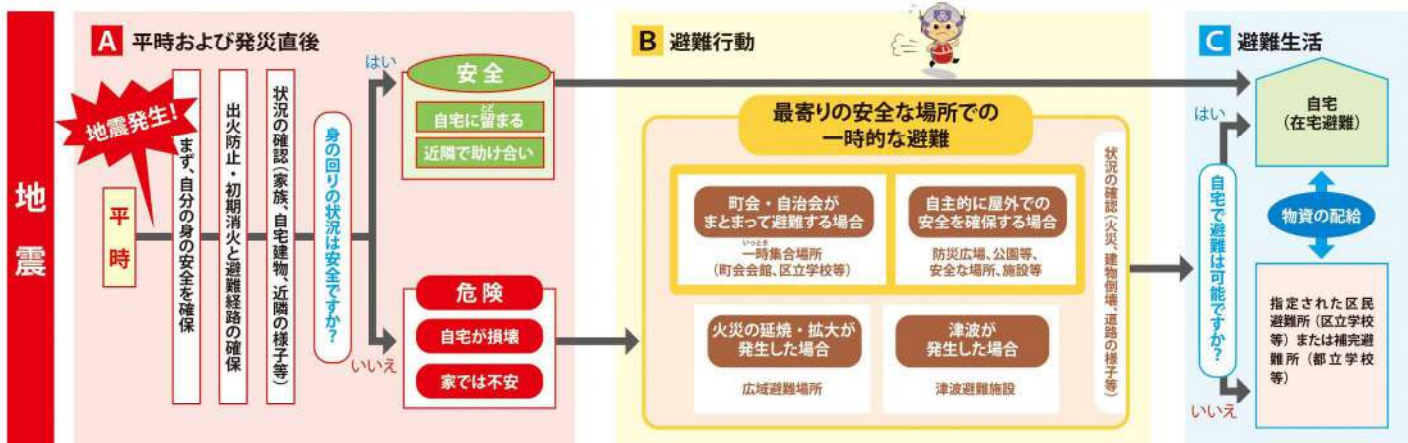 地震
A 平時および発災直後
地震発生！
平時
まず、自分の身の安全を確保
出火防止・初期消火と避難経路の確保
状況の確認（家族、自宅建物、近隣の様子等）
身の回りの状況は安全ですか？
はい
安全
自宅に留まる
とど
近隣で助け合い
いいえ
危険
自宅が損壊
家では不安
B 避難行動
最寄りの安全な場所での
一時的な避難
町会・自治会が
まとまって避難する場合
いっとき
一時集合場所
（町会会館、区立学校等）
自主的に屋外での
安全を確保する場合
防災広場、公園等、
安全な場所、施設等
火災の延焼・拡大が
発生した場合
広域避難場所
津波が
発生した場合
津波避難施設
状況の確認（火災、建物倒壊、道路の様子等）
C 避難生活
自宅で避難は可能ですか？
はい
自宅
（在宅避難）
物資の配給
いいえ
指定された区民
避難所（区立学校
等）または補完避
難所（都立学校
等）